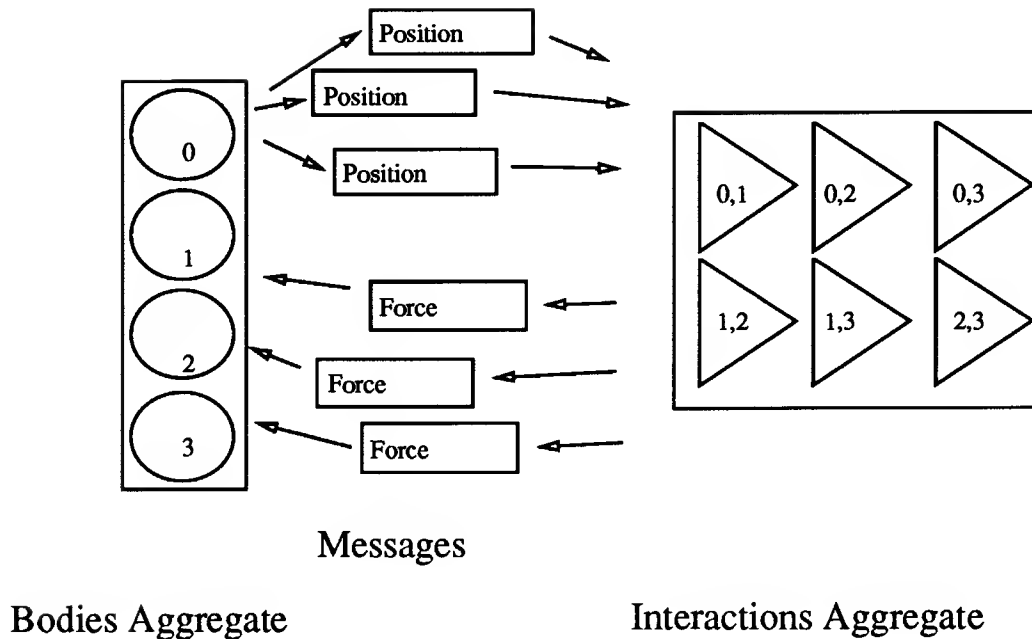 Position
Position
Position
0
1
2
3
0,1 0,2 0,3
1,2 1,3 2,3
Force
Force
Force
Messages
Bodies Aggregate
Interactions Aggregate